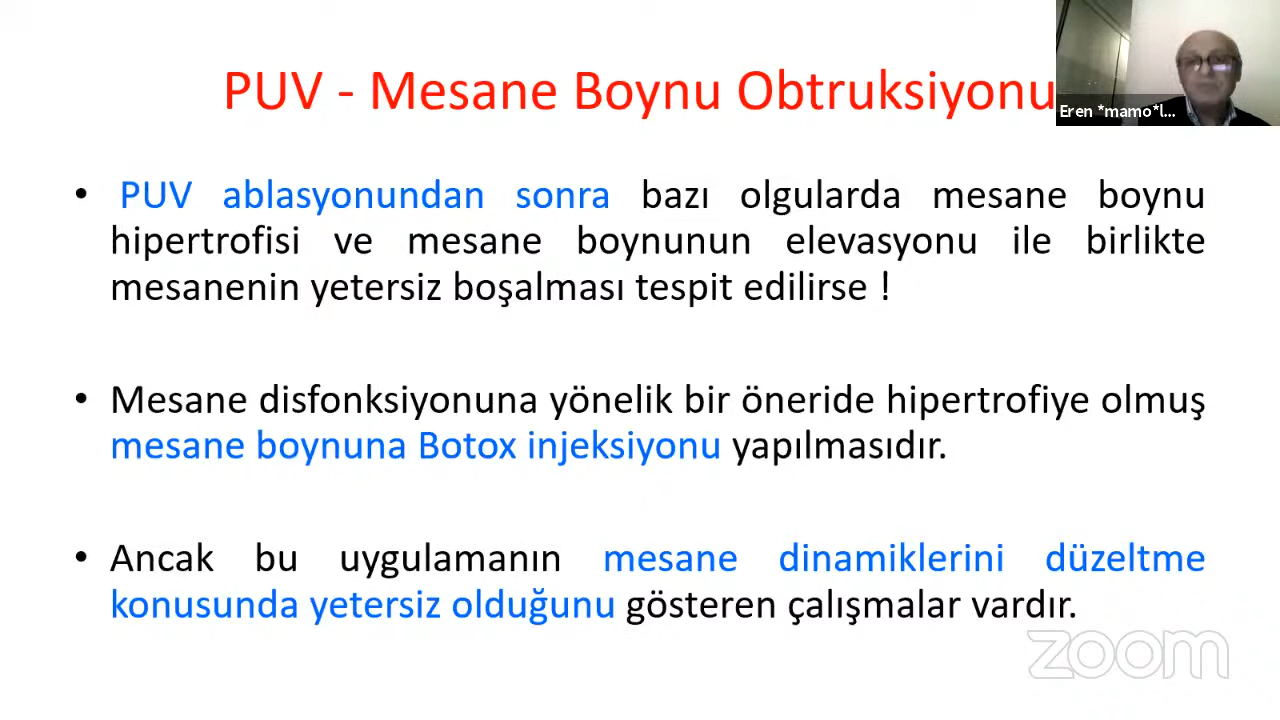 PUV - Mesane Boynu Obtruksiyonu
Eren *mamo*l...
• PUV ablasyonundan sonra bazı olgularda mesane boynu
hipertrofisi ve mesane boynunun elevasyonu ile birlikte
mesanenin yetersiz boşalması tespit edilirse !
• Mesane disfonksiyonuna yönelik bir öneride hipertrofiye olmuş
mesane boynuna Botox injeksiyonu yapılmasıdır.
• Ancak bu uygulamanın mesane dinamiklerini düzeltme
konusunda yetersiz olduğunu gösteren çalışmalar vardır.
zoom